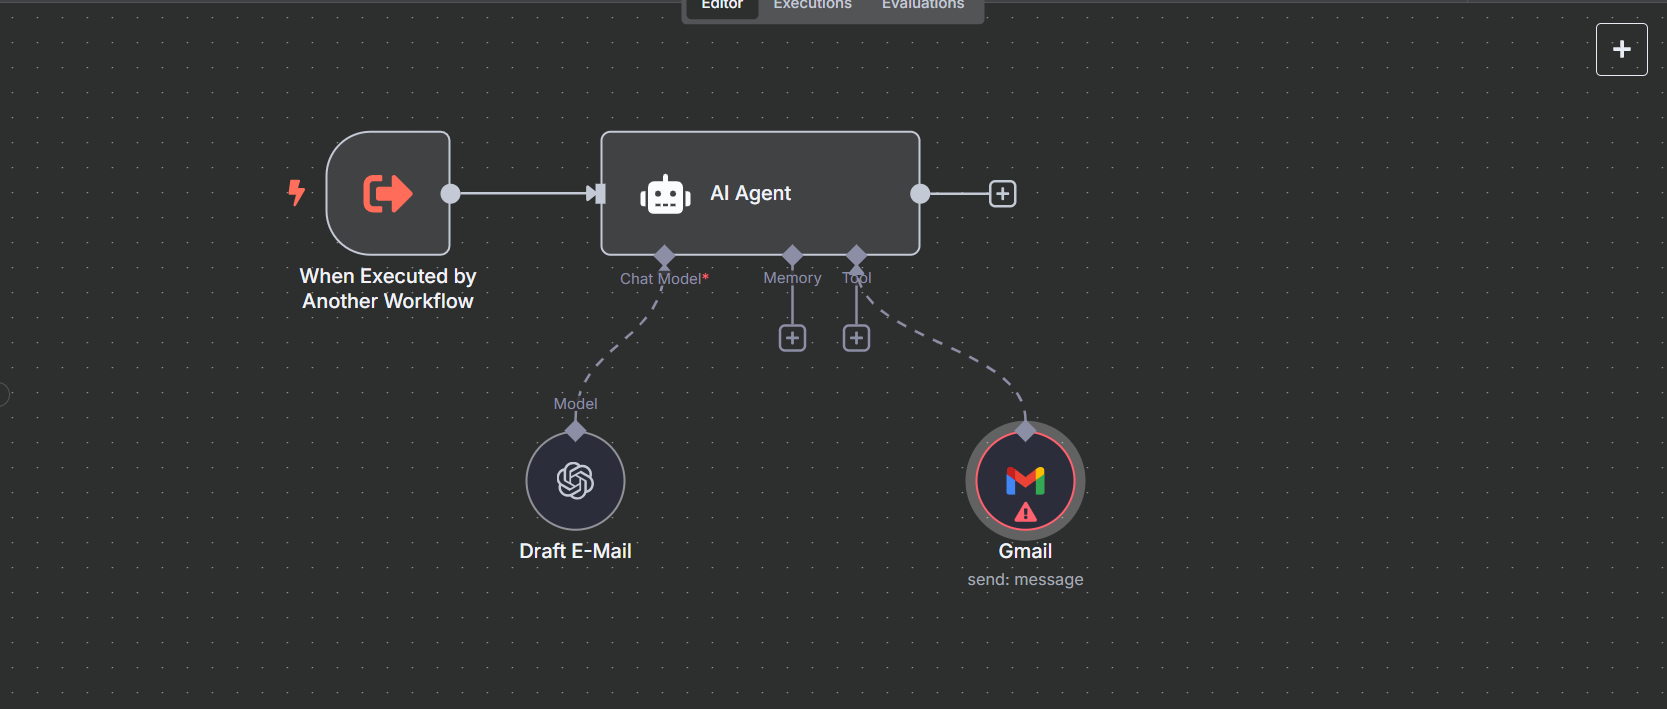 Editor Executions Evaluations
AI Agent
Chat Model*
Memory
Tool
When Executed by
Another Workflow
Model
Draft E-Mail
Gmail
send: message